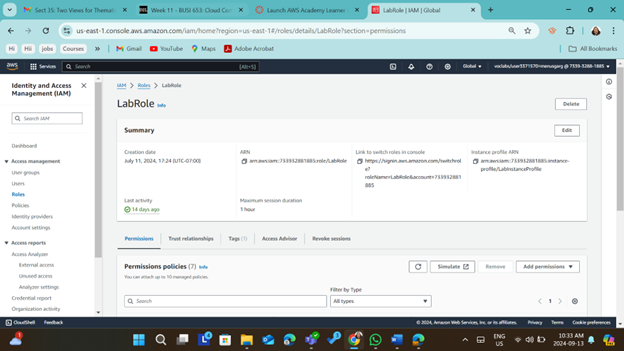 Sect 35: Two Views for Themati
Week 11 - BUSI 653: Cloud Com
Launch AWS Academy Learner
LabRole | IAM | Global
us-east-1.console.aws.amazon.com/iam/home?region=us-east-1#/roles/details/LabRole?section=permissions
Hi
Hii
jobs
Courses
»
Gmail
YouTube
Maps
Adobe Acrobat
All Bookmarks
aws
Services
Search
[Alt+S]
Global
Identity and Access Management (IAM)
Search IAM
Dashboard
Access management
User groups
Users
Roles
Policies
Identity providers
Account settings
Access reports
Access Analyzer
External access
Unused access
Analyzer settings
Credential report
Organization activity
IAM > Roles > LabRole
LabRole Info
Delete
Summary
Edit
Creation date
July 11, 2024, 17:24 (UTC-07:00)
ARN
arn:aws:iam::733932881885:role/LabRole
Link to switch roles in console
https://signin.aws.amazon.com/switchrole?roleName=LabRole&account=733932881885
Instance profile ARN
arn:aws:iam::733932881885:instance-profile/LabInstanceProfile
Last activity
14 days ago
Maximum session duration
1 hour
Permissions
Trust relationships
Tags (1)
Access Advisor
Revoke sessions
Permissions policies (7) Info
You can attach up to 10 managed policies.
Simulate
Remove
Add permissions
Filter by Type
Search
All types
1
CloudShell
Feedback
© 2024, Amazon Web Services, Inc. or its affiliates.
Privacy
Terms
Cookie preferences
ENG
US
10:33 AM
2024-09-13